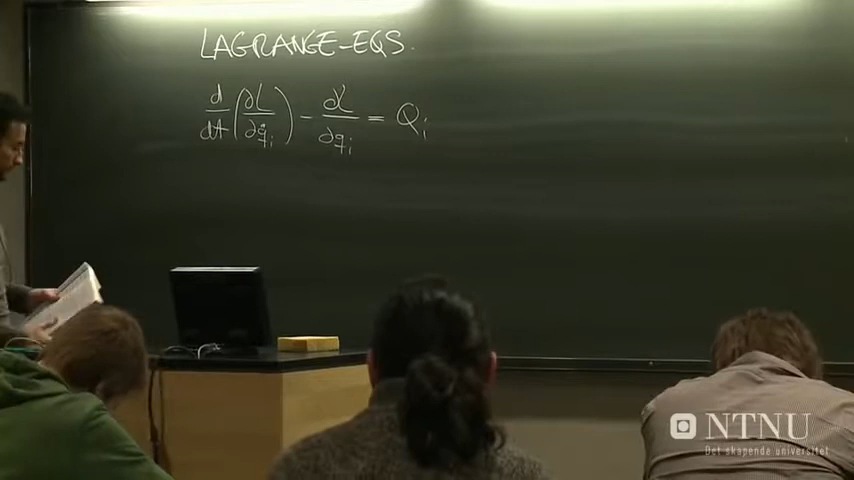 LAGRANGE-EQS.
d/dt (∂L/∂q̇i) - ∂L/∂qi = Qi
NTNU
Det skapende universitet